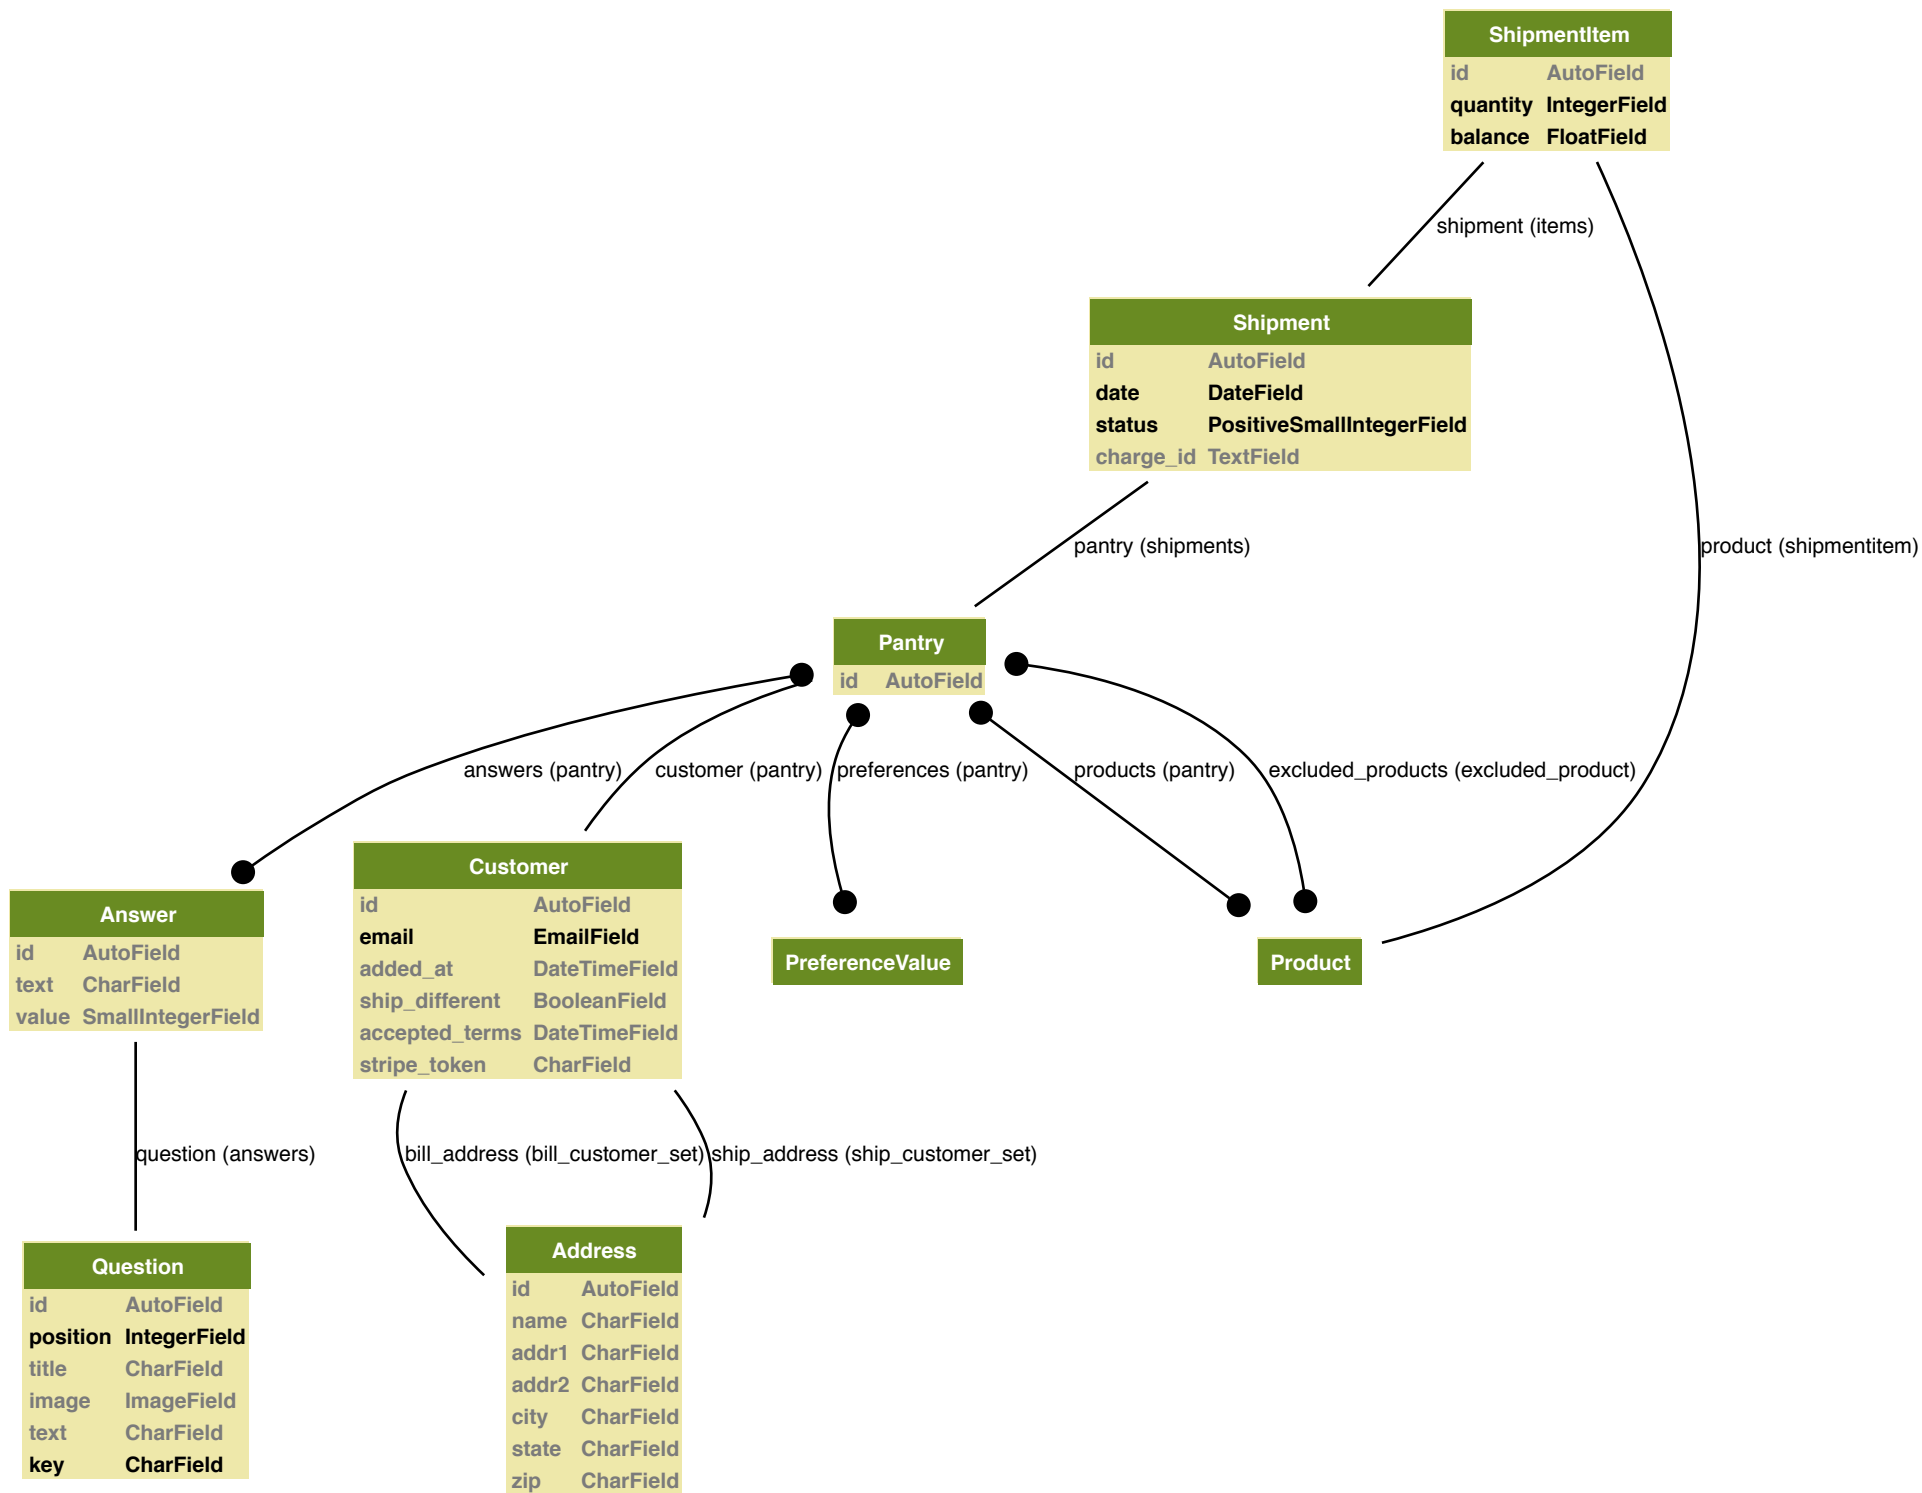 ShipmentItem
id AutoField
quantity IntegerField
balance FloatField
shipment (items)
Shipment
id AutoField
date DateField
status PositiveSmallIntegerField
charge_id TextField
pantry (shipments)
product (shipmentitem)
Pantry
id AutoField
answers (pantry)
customer (pantry)
preferences (pantry)
products (pantry)
excluded_products (excluded_product)
Answer
id AutoField
text CharField
value SmallIntegerField
Customer
id AutoField
email EmailField
added_at DateTimeField
ship_different BooleanField
accepted_terms DateTimeField
stripe_token CharField
PreferenceValue
Product
question (answers)
bill_address (bill_customer_set)
ship_address (ship_customer_set)
Question
id AutoField
position IntegerField
title CharField
image ImageField
text CharField
key CharField
Address
id AutoField
name CharField
addr1 CharField
addr2 CharField
city CharField
state CharField
zip CharField